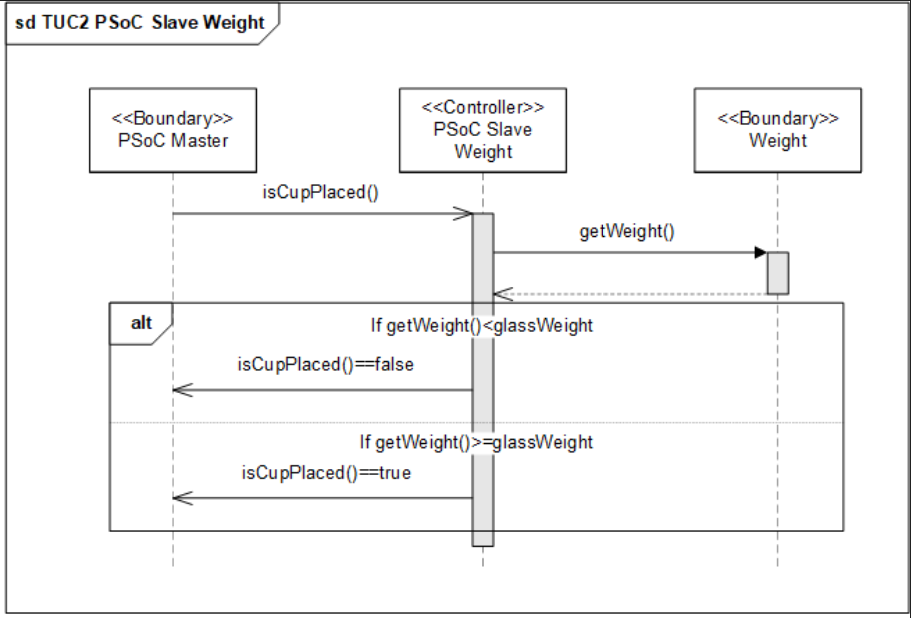 sd TUC2 PSoC Slave Weight
<<Boundary>>
PSoC Master
<<Controller>>
PSoC Slave
Weight
<<Boundary>>
Weight
isCupPlaced()
getWeight()
alt
If getWeight()<glassWeight
isCupPlaced()==false
If getWeight()>=glassWeight
isCupPlaced()==true